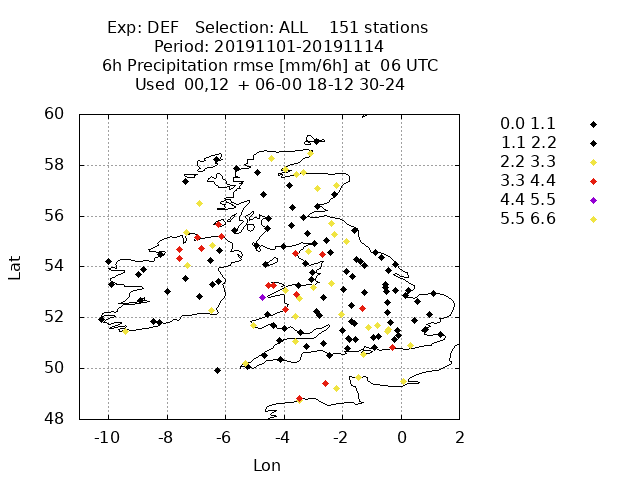 Exp: DEF Selection: ALL 151 stations
Period: 20191101-20191114
6h Precipitation rmse [mm/6h] at 06 UTC
Used 00,12 + 06-00 18-12 30-24
60
58
56
54
52
50
48
Lat
-10 -8 -6 -4 -2 0 2
Lon
0.0 1.1
1.1 2.2
2.2 3.3
3.3 4.4
4.4 5.5
5.5 6.6